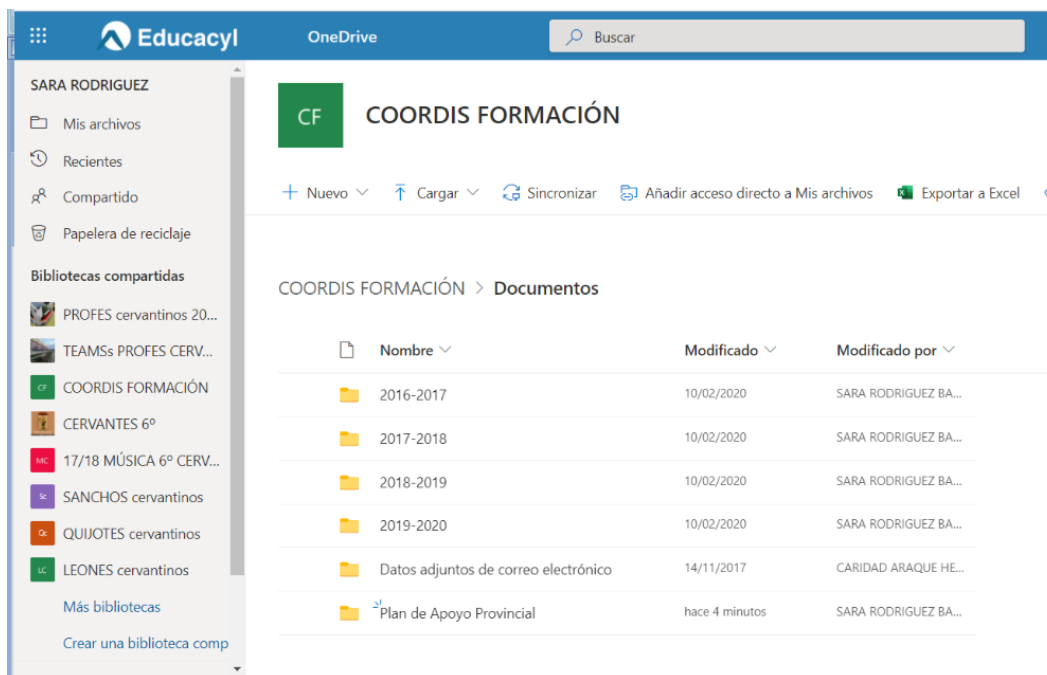 Educacyl
OneDrive
Buscar
SARA RODRIGUEZ
Mis archivos
Recientes
Compartido
Papelera de reciclaje
Bibliotecas compartidas
PROFES cervantinos 20...
TEAMSs PROFES CERV...
CF COORDIS FORMACIÓN
CERVANTES 6º
MC 17/18 MÚSICA 6º CERV...
Sc SANCHOS cervantinos
Qc QUIJOTES cervantinos
LC LEONES cervantinos
Más bibliotecas
Crear una biblioteca comp
CF COORDIS FORMACIÓN
Nuevo Cargar Sincronizar Añadir acceso directo a Mis archivos Exportar a Excel
COORDIS FORMACIÓN > Documentos
Nombre Modificado Modificado por
2016-2017 10/02/2020 SARA RODRIGUEZ BA...
2017-2018 10/02/2020 SARA RODRIGUEZ BA...
2018-2019 10/02/2020 SARA RODRIGUEZ BA...
2019-2020 10/02/2020 SARA RODRIGUEZ BA...
Datos adjuntos de correo electrónico 14/11/2017 CARIDAD ARAQUE HE...
Plan de Apoyo Provincial hace 4 minutos SARA RODRIGUEZ BA...